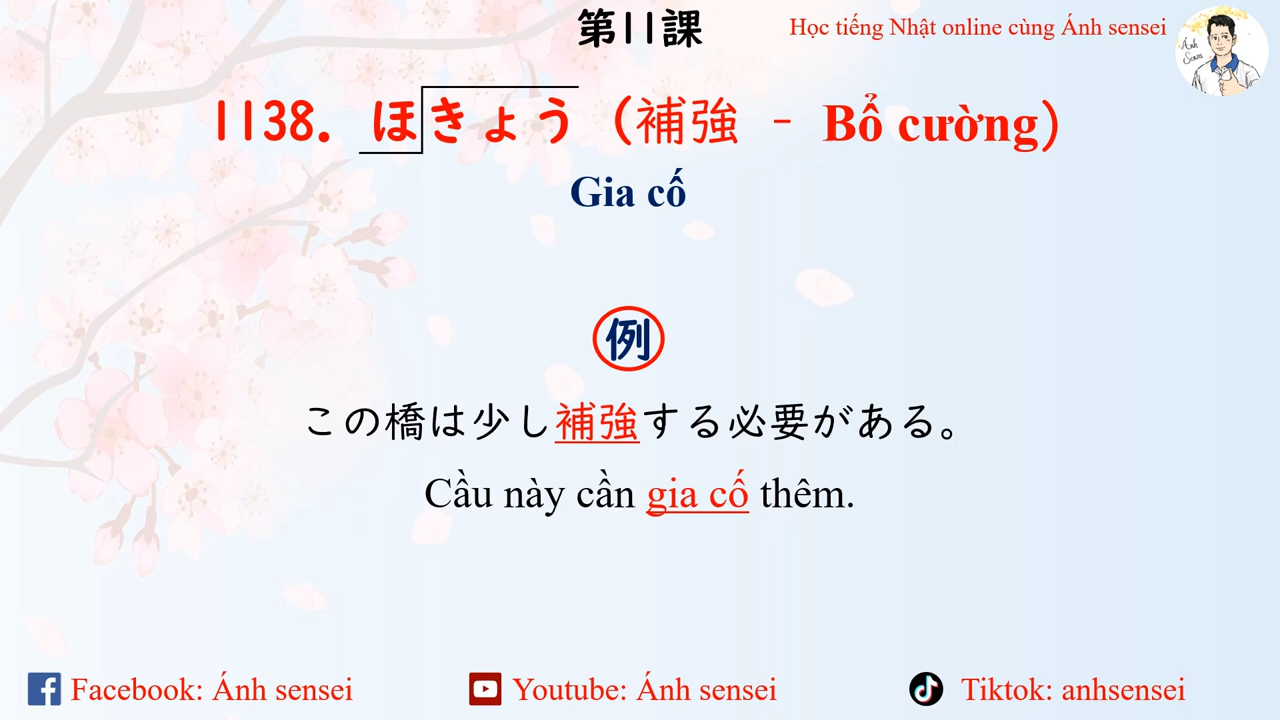 第11課
Học tiếng Nhật online cùng Ánh sensei
Ánh Sensei
1138. ほきょう (補強 - Bổ cường)
Gia cố
例
この橋は少し補強する必要がある。
Cầu này cần gia cố thêm.
Facebook: Ánh sensei
Youtube: Ánh sensei
Tiktok: anhsensei